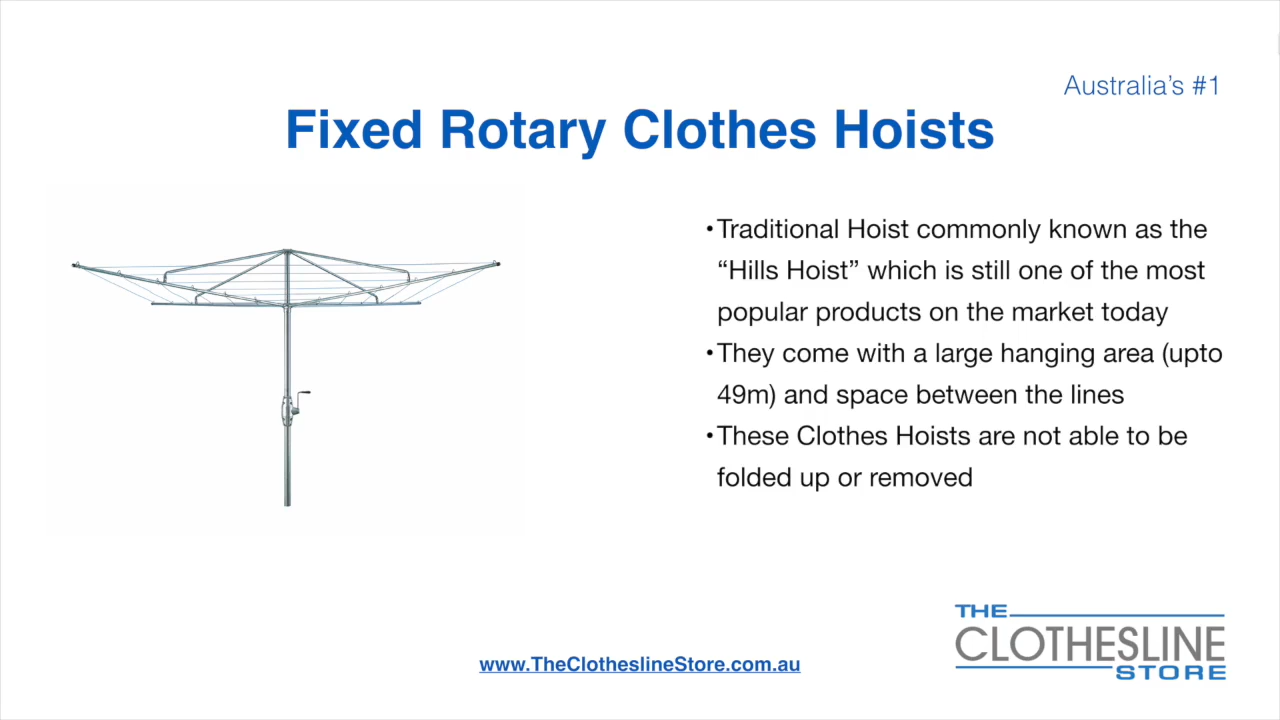 Australia's #1
Fixed Rotary Clothes Hoists
•Traditional Hoist commonly known as the
“Hills Hoist” which is still one of the most
popular products on the market today
•They come with a large hanging area (upto
49m) and space between the lines
•These Clothes Hoists are not able to be
folded up or removed
THE
CLOTHESLINE
STORE
www.TheClotheslineStore.com.au